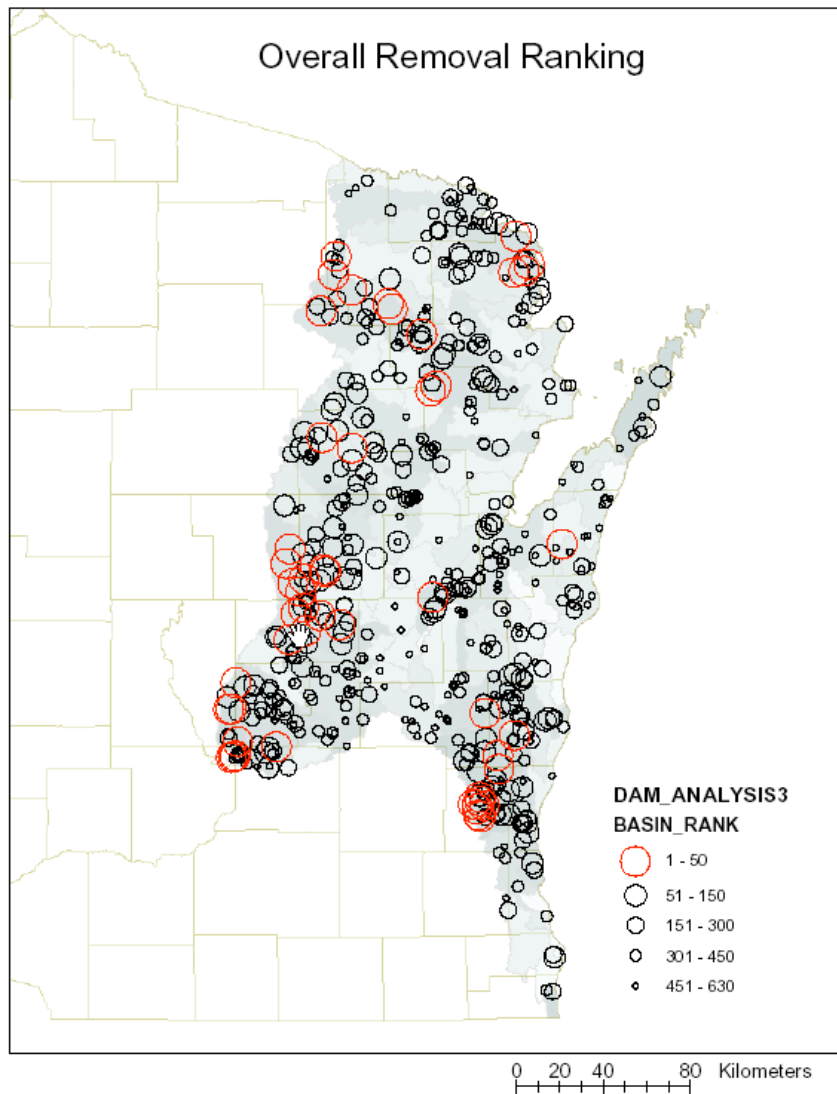 Overall Removal Ranking
DAM_ANALYSIS3
BASIN_RANK
1 - 50
51 - 150
151 - 300
301 - 450
451 - 630
0 20 40 80 Kilometers